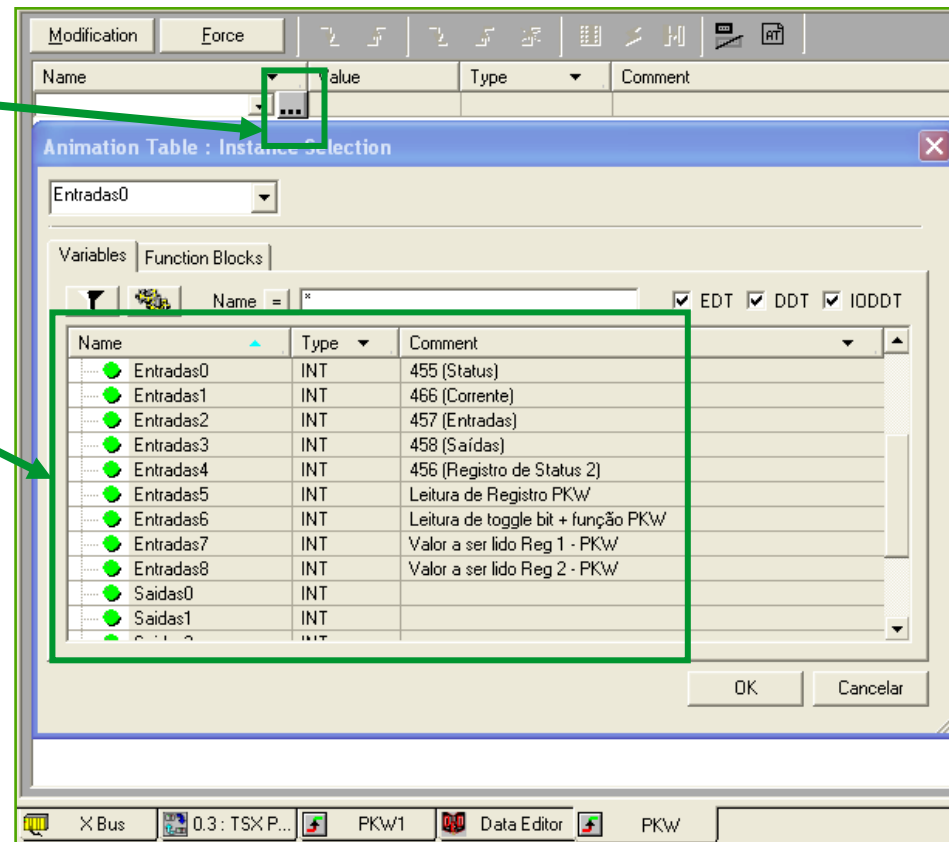 Modification Force
Name Value Type Comment
...
Animation Table : Instance Selection
Entradas0
Variables Function Blocks
Name = * EDT DDT IODDT
Name Type Comment
Entradas0 INT 455 (Status)
Entradas1 INT 466 (Corrente)
Entradas2 INT 457 (Entradas)
Entradas3 INT 458 (Saídas)
Entradas4 INT 456 (Registro de Status 2)
Entradas5 INT Leitura de Registro PKW
Entradas6 INT Leitura de toggle bit + função PKW
Entradas7 INT Valor a ser lido Reg 1 - PKW
Entradas8 INT Valor a ser lido Reg 2 - PKW
Saidas0 INT
Saidas1 INT
OK Cancelar
X Bus 0.3 : TSX P... PKW1 Data Editor PKW